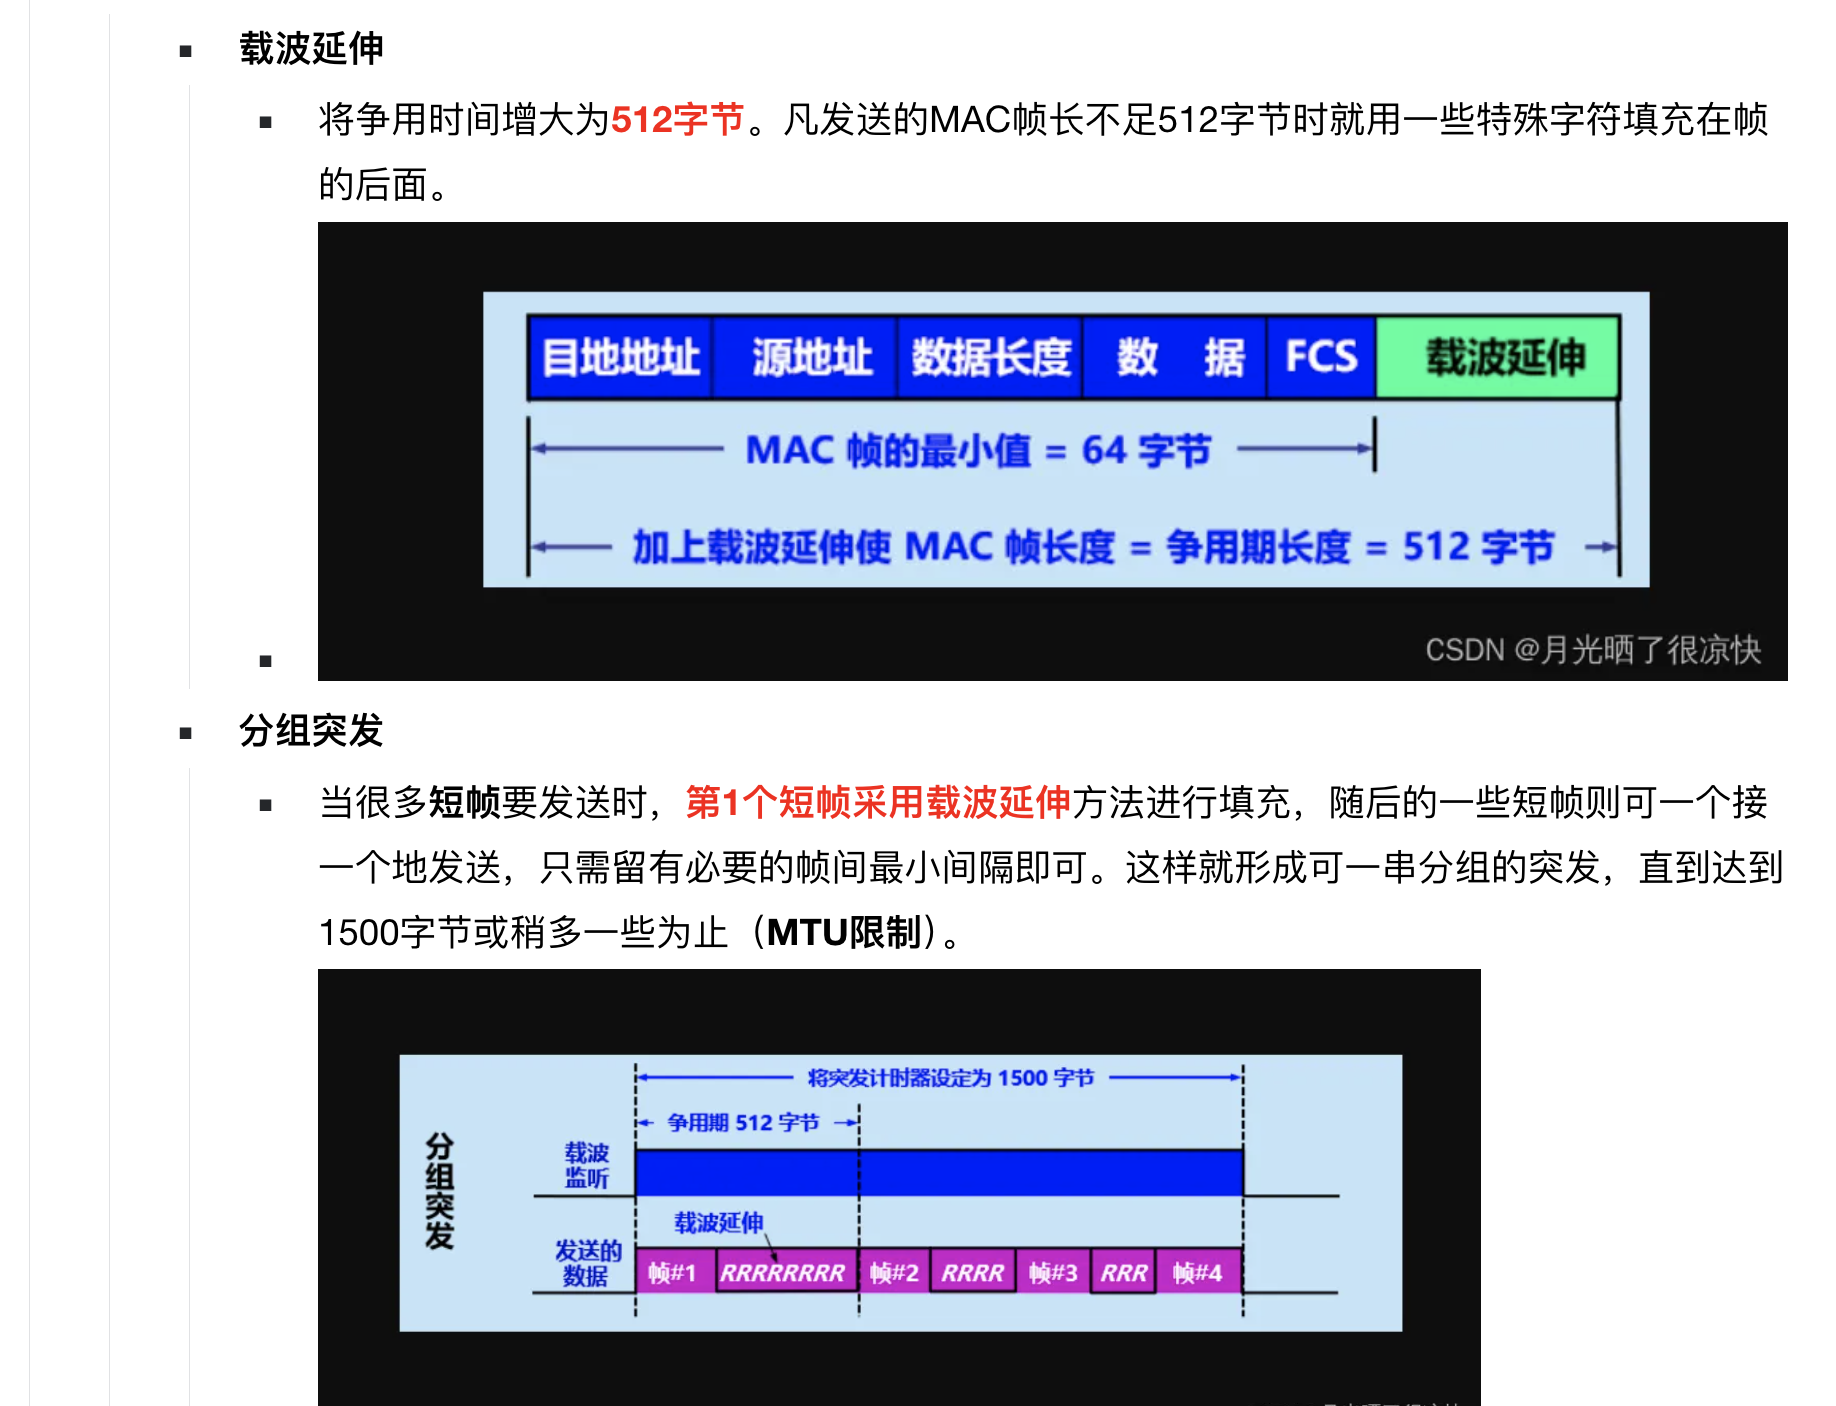 载波延伸
将争用时间增大为512字节。凡发送的MAC帧长不足512字节时就用一些特殊字符填充在帧
的后面。
目地地址 源地址 数据长度 数 据 FCS 载波延伸
MAC 帧的最小值 = 64 字节
加上载波延伸使 MAC 帧长度 = 争用期长度 = 512 字节
CSDN @月光晒了很凉快
分组突发
当很多短帧要发送时，第1个短帧采用载波延伸方法进行填充，随后的一些短帧则可一个接
一个地发送，只需留有必要的帧间最小间隔即可。这样就形成可一串分组的突发，直到达到
1500字节或稍多一些为止（MTU限制）。
将突发计时器设定为 1500 字节
争用期 512 字节
分组突发
载波
监听
载波延伸
发送的
数据
帧#1 RRRRRRRR 帧#2 RRRR 帧#3 RRR 帧#4